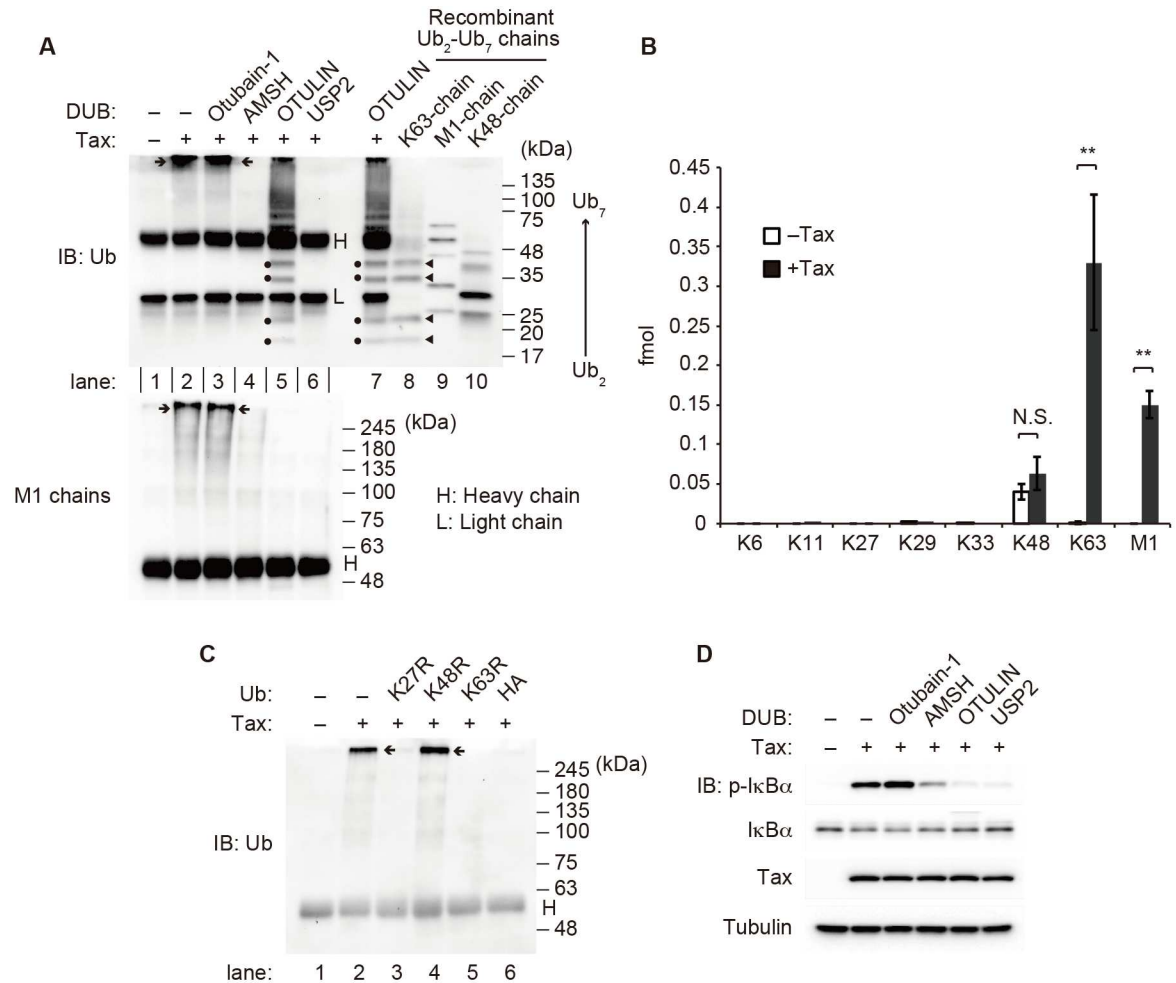 A
Recombinant
Ub2-Ub7 chains
DUB: – – Otubain-1 AMSH OTULIN USP2 OTULIN K63-chain M1-chain K48-chain
Tax: – + + + + + +
(kDa)
135
100
75
48
35
25
20
17
Ub7
Ub2
IB: Ub
H
L
lane: 1 2 3 4 5 6 7 8 9 10
(kDa)
245
180
135
100
75
63
48
M1 chains
H
H: Heavy chain
L: Light chain
B
fmol
0.45
0.4
0.35
0.3
0.25
0.2
0.15
0.1
0.05
0
–Tax
+Tax
N.S.
**
**
K6 K11 K27 K29 K33 K48 K63 M1
C
Ub: – – K27R K48R K63R HA
Tax: – + + + + +
(kDa)
245
180
135
100
75
63
48
IB: Ub
H
lane: 1 2 3 4 5 6
D
DUB: – – Otubain-1 AMSH OTULIN USP2
Tax: – + + + + +
IB: p-IκBα
IκBα
Tax
Tubulin